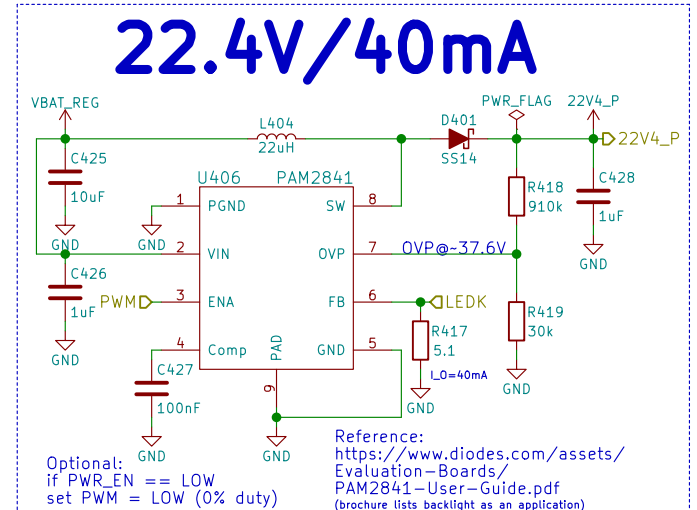 22.4V/40mA
VBAT_REG
PWR_FLAG
22V4_P
L404
22uH
D401
SS14
22V4_P
C425
10uF
GND
U406
PAM2841
R418
910k
C428
1uF
GND
1
PGND
SW
8
GND
2
VIN
OVP
7
OVP@~37.6V
C426
1uF
GND
PWM
3
ENA
FB
6
LEDK
R417
5.1
I_O=40mA
GND
R419
30k
GND
4
Comp
PAD
GND
5
9
C427
100nF
GND
GND
Optional:
if PWR_EN == LOW
set PWM = LOW (0% duty)
Reference:
https://www.diodes.com/assets/
Evaluation-Boards/
PAM2841-User-Guide.pdf
(brochure lists backlight as an application)